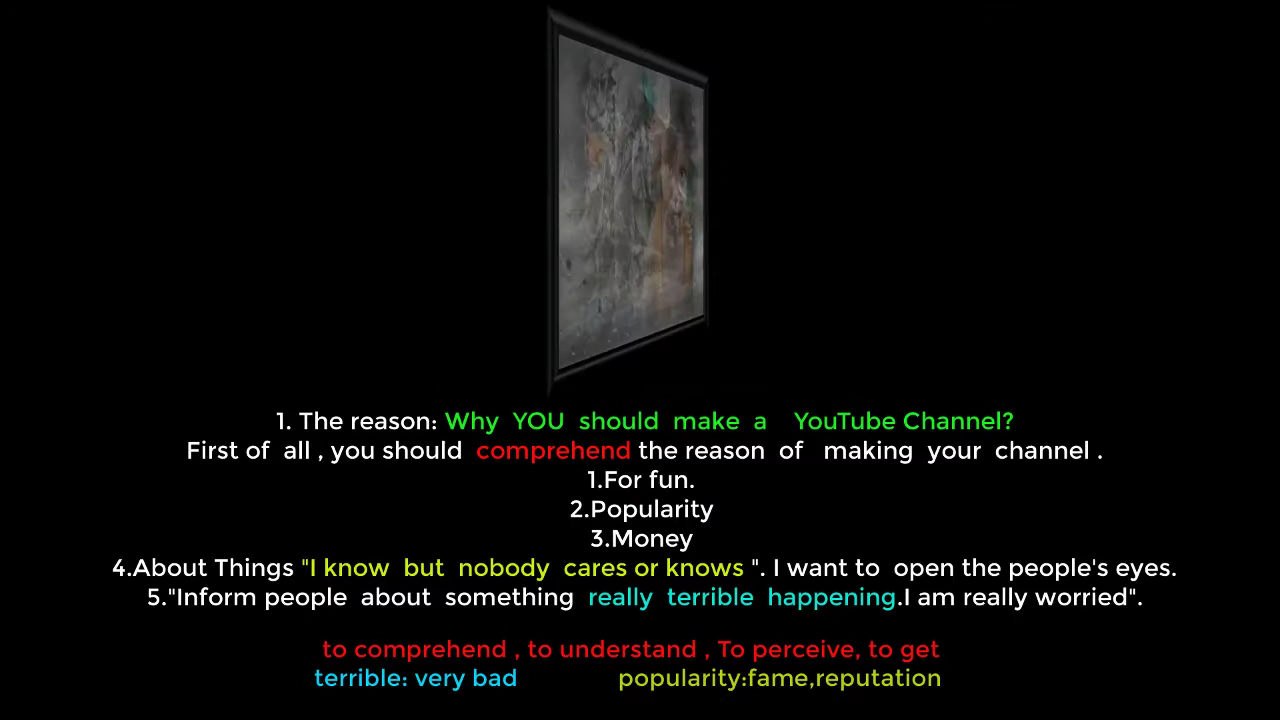 1. The reason: Why YOU should make a YouTube Channel?
First of all , you should comprehend the reason of making your channel .
1.For fun.
2.Popularity
3.Money
4.About Things "I know but nobody cares or knows ". I want to open the people's eyes.
5."Inform people about something really terrible happening.I am really worried".
to comprehend , to understand , To perceive, to get
terrible: very bad popularity:fame,reputation